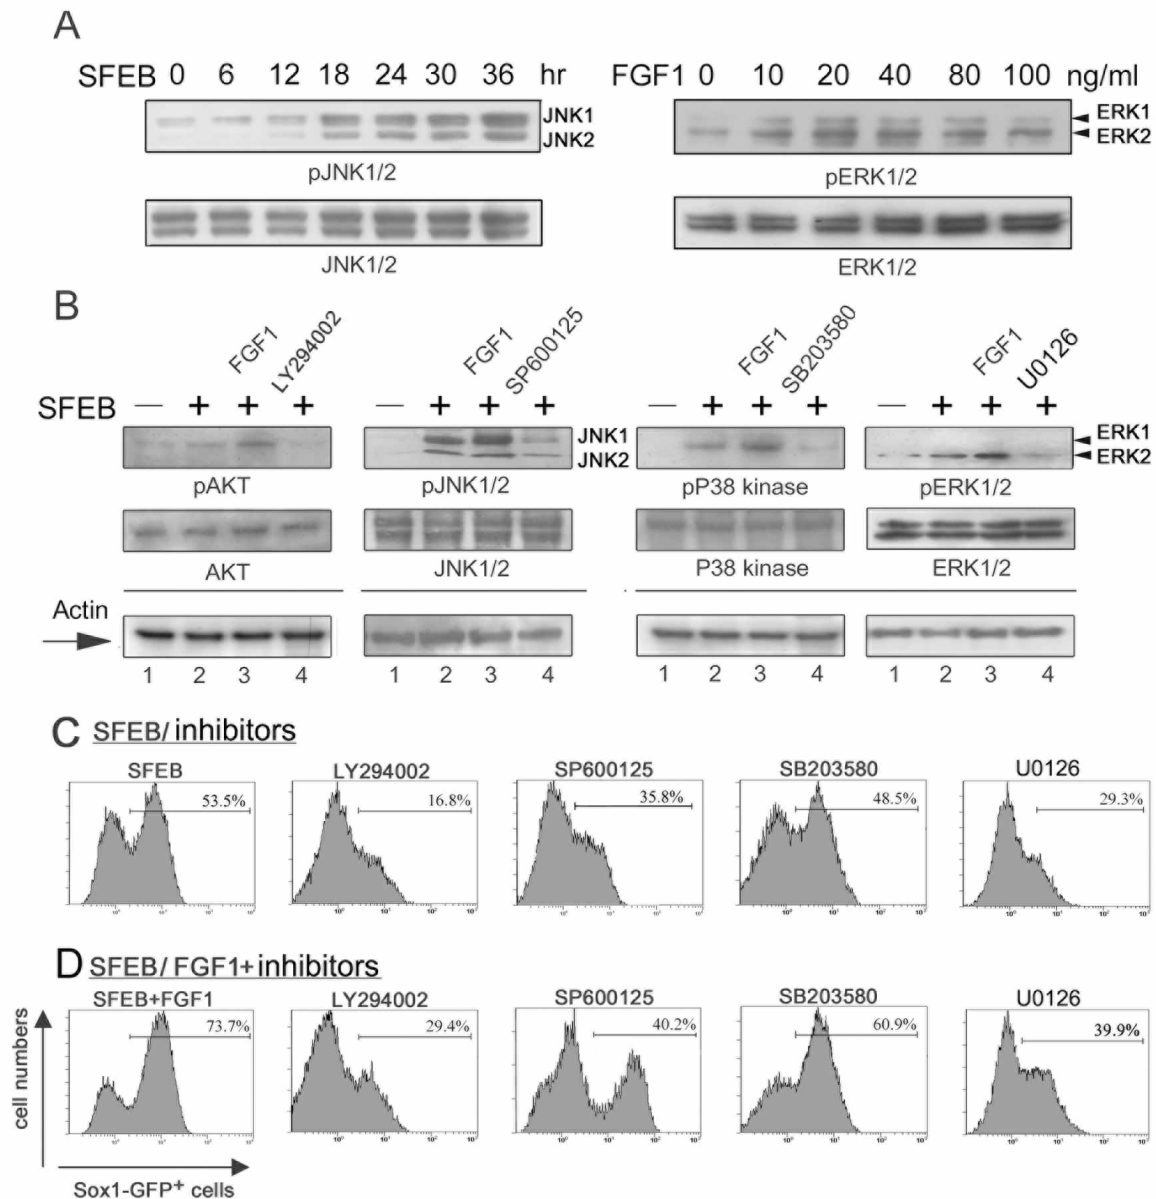 A
SFEB 0 6 12 18 24 30 36 hr
JNK1
JNK2
pJNK1/2
JNK1/2
FGF1 0 10 20 40 80 100 ng/ml
ERK1
ERK2
pERK1/2
ERK1/2
B
FGF1 LY294002 FGF1 SP600125 FGF1 SB203580 FGF1 U0126
SFEB — + + + — + + + — + + + — + + +
JNK1
JNK2
ERK1
ERK2
pAKT pJNK1/2 pP38 kinase pERK1/2
AKT JNK1/2 P38 kinase ERK1/2
Actin
1 2 3 4 1 2 3 4 1 2 3 4 1 2 3 4
C SFEB/ inhibitors
SFEB LY294002 SP600125 SB203580 U0126
53.5% 16.8% 35.8% 48.5% 29.3%
D SFEB/ FGF1+inhibitors
SFEB+FGF1 LY294002 SP600125 SB203580 U0126
73.7% 29.4% 40.2% 60.9% 39.9%
cell numbers
Sox1-GFP⁺ cells